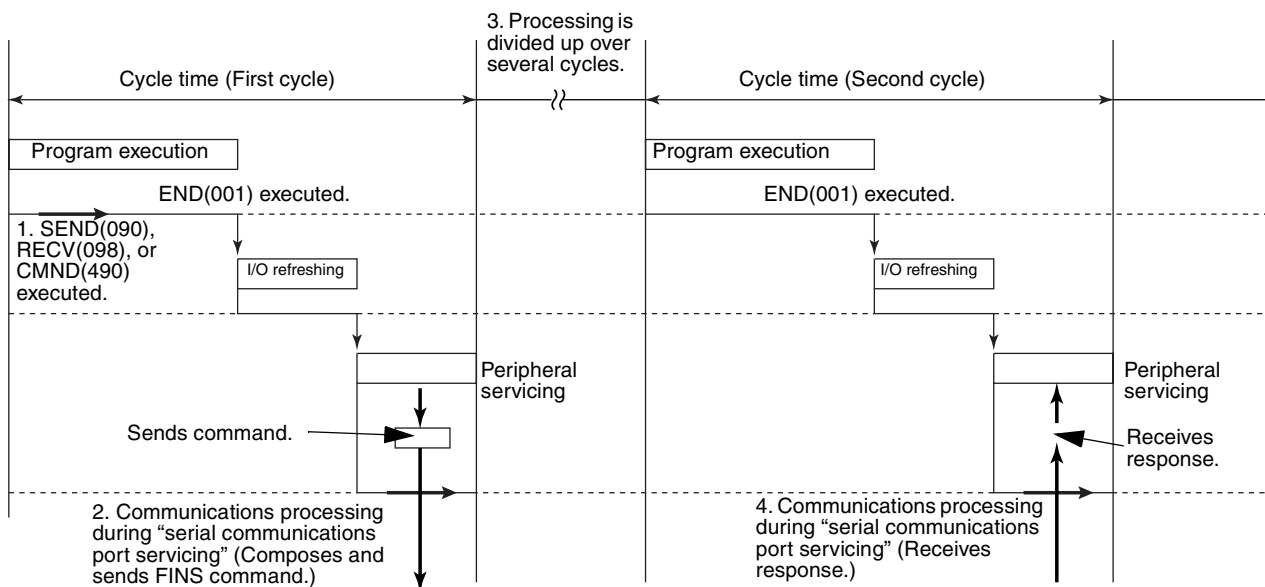 3. Processing is
divided up over
several cycles.
Cycle time (First cycle)
Cycle time (Second cycle)
Program execution
Program execution
END(001) executed.
END(001) executed.
1. SEND(090),
RECV(098), or
CMND(490)
executed.
I/O refreshing
I/O refreshing
Peripheral
servicing
Peripheral
servicing
Sends command.
Receives
response.
2. Communications processing
during “serial communications
port servicing” (Composes and
sends FINS command.)
4. Communications processing
during “serial communications
port servicing” (Receives
response.)